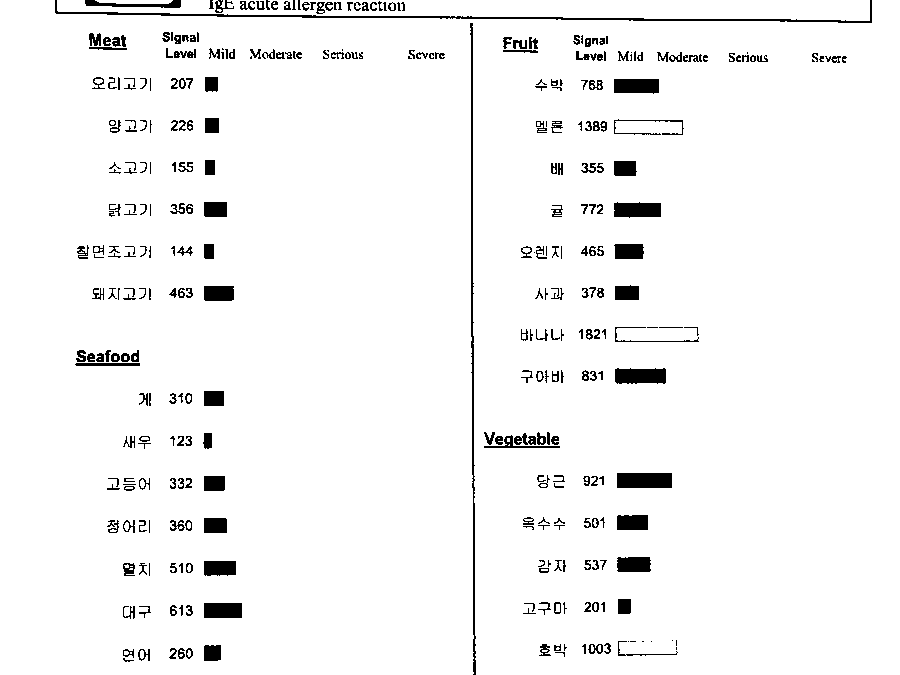 IgE acute allergen reaction
Meat Signal Level Mild Moderate Serious Severe
오리고기 207
양고기 226
소고기 155
닭고기 356
칠면조고기 144
돼지고기 463
Seafood
게 310
새우 123
고등어 332
정어리 360
멸치 510
대구 613
연어 260
Fruit Signal Level Mild Moderate Serious Severe
수박 768
멜론 1389
배 355
귤 772
오렌지 465
사과 378
바나나 1821
구아바 831
Vegetable
당근 921
옥수수 501
감자 537
고구마 201
호박 1003